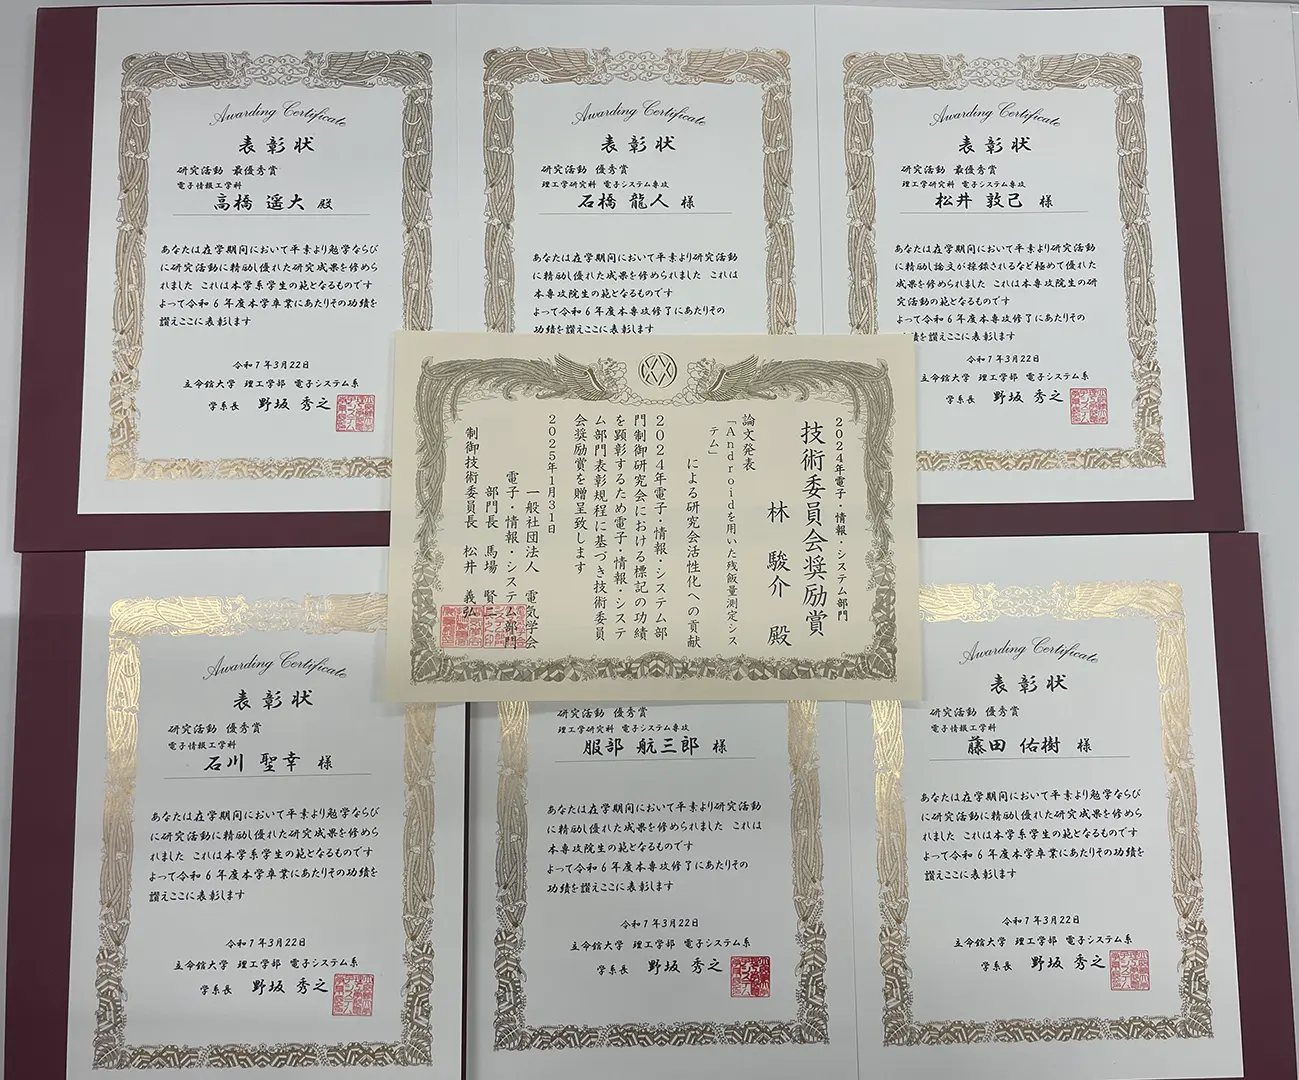 Awarding Certificate
表彰状
研究活動 最優秀賞
電子情報工学科
高橋 遥大 殿
あなたは在学期間において平素より勉学ならび
に研究活動に精励し優れた研究成果を修めら
れました これは本学系学生の範となるものです
よって令和6年度本学卒業にあたりその功績を
讃えここに表彰します
令和7年3月22日
立命館大学 理工学部 電子システム系
学系長 野坂 秀之
Awarding Certificate
表彰状
研究活動 優秀賞
理工学研究科 電子システム専攻
石橋 龍人 様
あなたは在学期間において平素より研究活動
に精励し優れた成果を修められました これは
本専攻院生の範となるものです
よって令和6年度本専攻修了にあたりその
功績を讃えここに表彰します
Awarding Certificate
表彰状
研究活動 最優秀賞
理工学研究科 電子システム専攻
松井 敦己 様
あなたは在学期間において平素より研究活動
に精励し論文が採録されるなど極めて優れた
成果を修められました これは本専攻院生の研
究活動の範となるものです
よって令和6年度本専攻修了にあたりその
績を讃えここに表彰します
令和7年3月22日
立命館大学 理工学部 電子システム系
学系長 野坂 秀之
2024年電子・情報・システム部門
技術委員会奨励賞
林 駿介 殿
論文発表
「Androidを用いた残飯量測定シス
テム」
による研究会活性化への貢献
2024年電子・情報・システム部
門制御研究会における標記の功績
を顕彰するため電子・情報・システ
ム部門表彰規程に基づき技術委員
会奨励賞を贈呈致します
2025年1月31日
一般社団法人 電気学会
電子・情報・システム部門
部門長 馬場 賢二
制御技術委員長 松井 義弘
Awarding Certificate
表彰状
研究活動 優秀賞
電子情報工学科
石川 聖幸 様
あなたは在学期間において平素より勉学ならび
に研究活動に精励し優れた研究成果を修めら
れました これは本学系学生の範となるものです
よって令和6年度本学卒業にあたりその功績を
讃えここに表彰します
令和7年3月22日
立命館大学 理工学部 電子システム系
学系長 野坂 秀之
研究活動 優秀賞
理工学研究科 電子システム専攻
服部 航三郎 様
あなたは在学期間において平素より研究活動
に精励し優れた成果を修められました これは
本専攻院生の範となるものです
よって令和6年度本専攻修了にあたりその
功績を讃えここに表彰します
令和7年3月22日
立命館大学 理工学部 電子システム系
学系長 野坂 秀之
Awarding Certificate
表彰状
研究活動 優秀賞
電子情報工学科
藤田 佑樹 様
あなたは在学期間において平素より勉学ならび
に研究活動に精励し優れた研究成果を修めら
れました これは本学系学生の範となるものです
よって令和6年度本学卒業にあたりその功績を
讃えここに表彰します
令和7年3月22日
立命館大学 理工学部 電子システム系
学系長 野坂 秀之